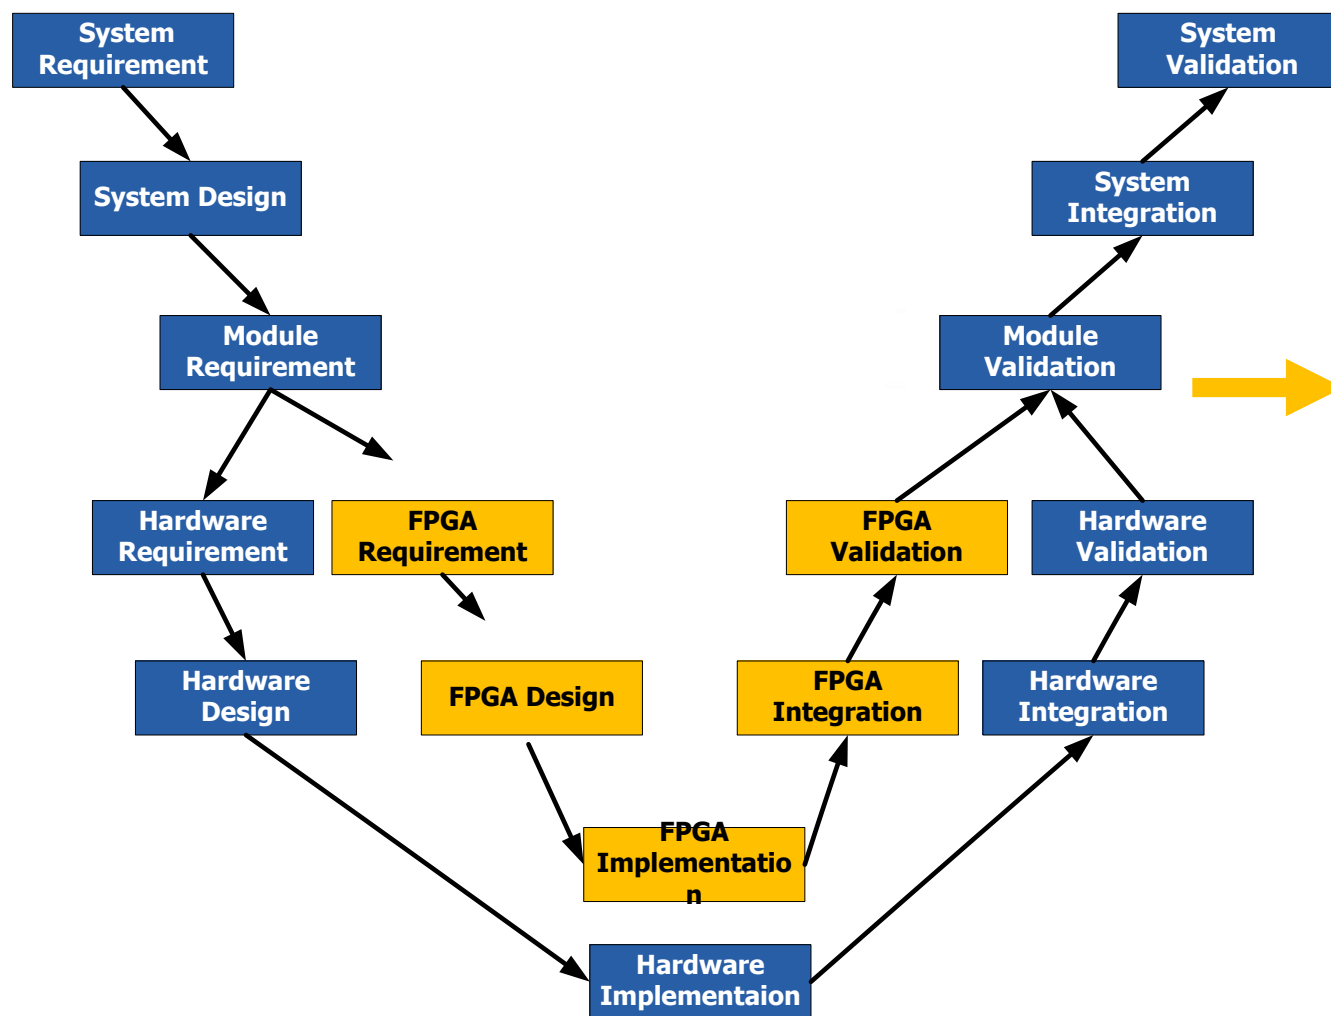 System
Requirement
System
Validation
System Design
System
Integration
Module
Requirement
Module
Validation
Hardware
Requirement
FPGA
Requirement
FPGA
Validation
Hardware
Validation
Hardware
Design
FPGA Design
FPGA
Integration
Hardware
Integration
FPGA
Implementatio
n
Hardware
Implementaion